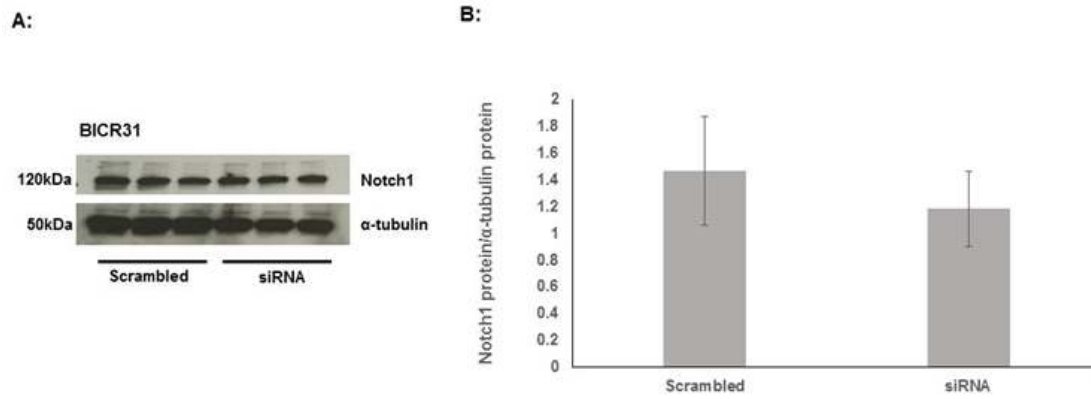 A:
BICR31
120kDa
Notch1
50kDa
α-tubulin
Scrambled
siRNA
B:
Notch1 protein/α-tubulin protein
2
1.8
1.6
1.4
1.2
1
0.8
0.6
0.4
0.2
0
Scrambled
siRNA